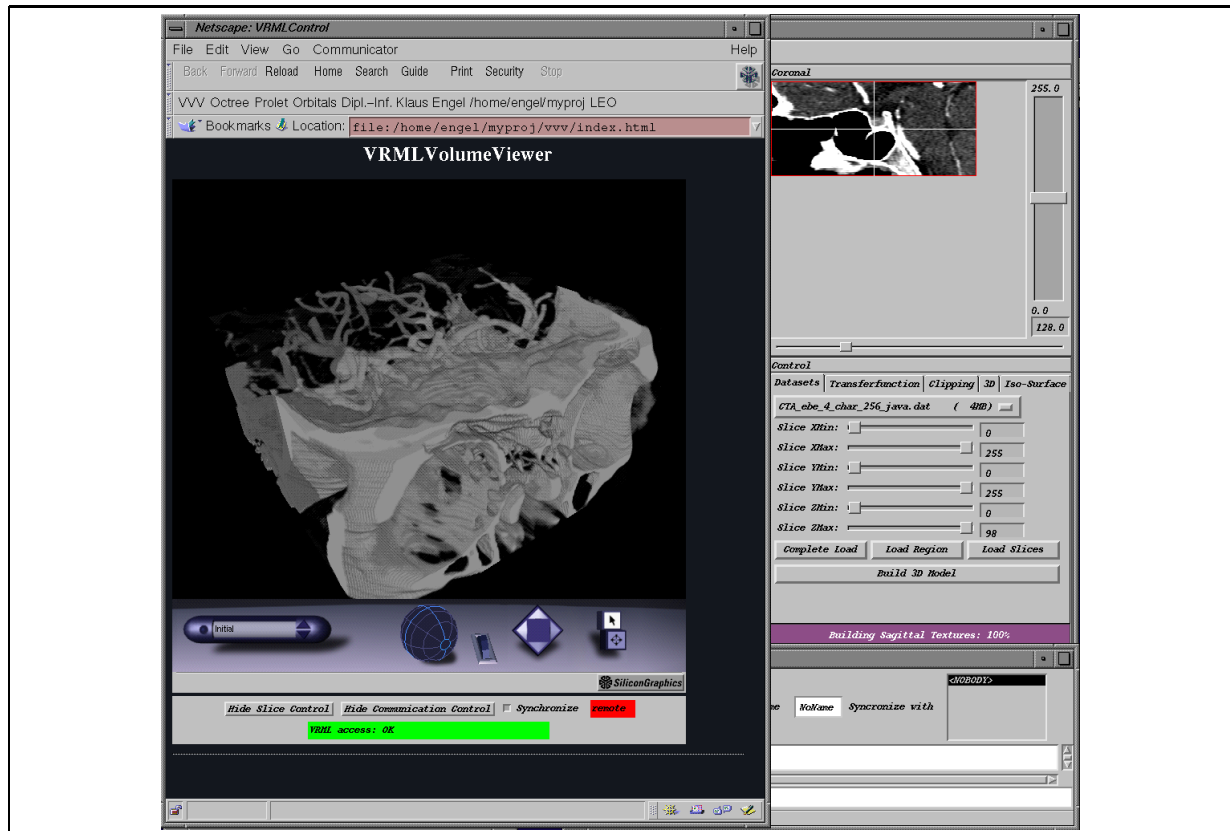 Netscape: VRMLControl
File Edit View Go Communicator Help
Back Forward Reload Home Search Guide Print Security Stop
VVV Octree Prolet Orbitals Dipl.–Inf. Klaus Engel /home/engel/myproj LEO
Bookmarks Location: file:/home/engel/myproj/vvv/index.html
VRMLVolumeViewer
Initial
SiliconGraphics
Hide Slice Control Hide Communication Control Synchronize remote
VRML access: OK
Coronal
255.0
0.0
128.0
Control
Datasets Transferfunction Clipping 3D Iso-Surface
CTA_ebe_4_char_256_java.dat ( 4MB)
Slice XMin: 0
Slice XMax: 255
Slice YMin: 0
Slice YMax: 255
Slice ZMin: 0
Slice ZMax: 98
Complete Load Load Region Load Slices
Build 3D Model
Building Sagittal Textures: 100%
<NOBODY>
me NoName Syncronize with